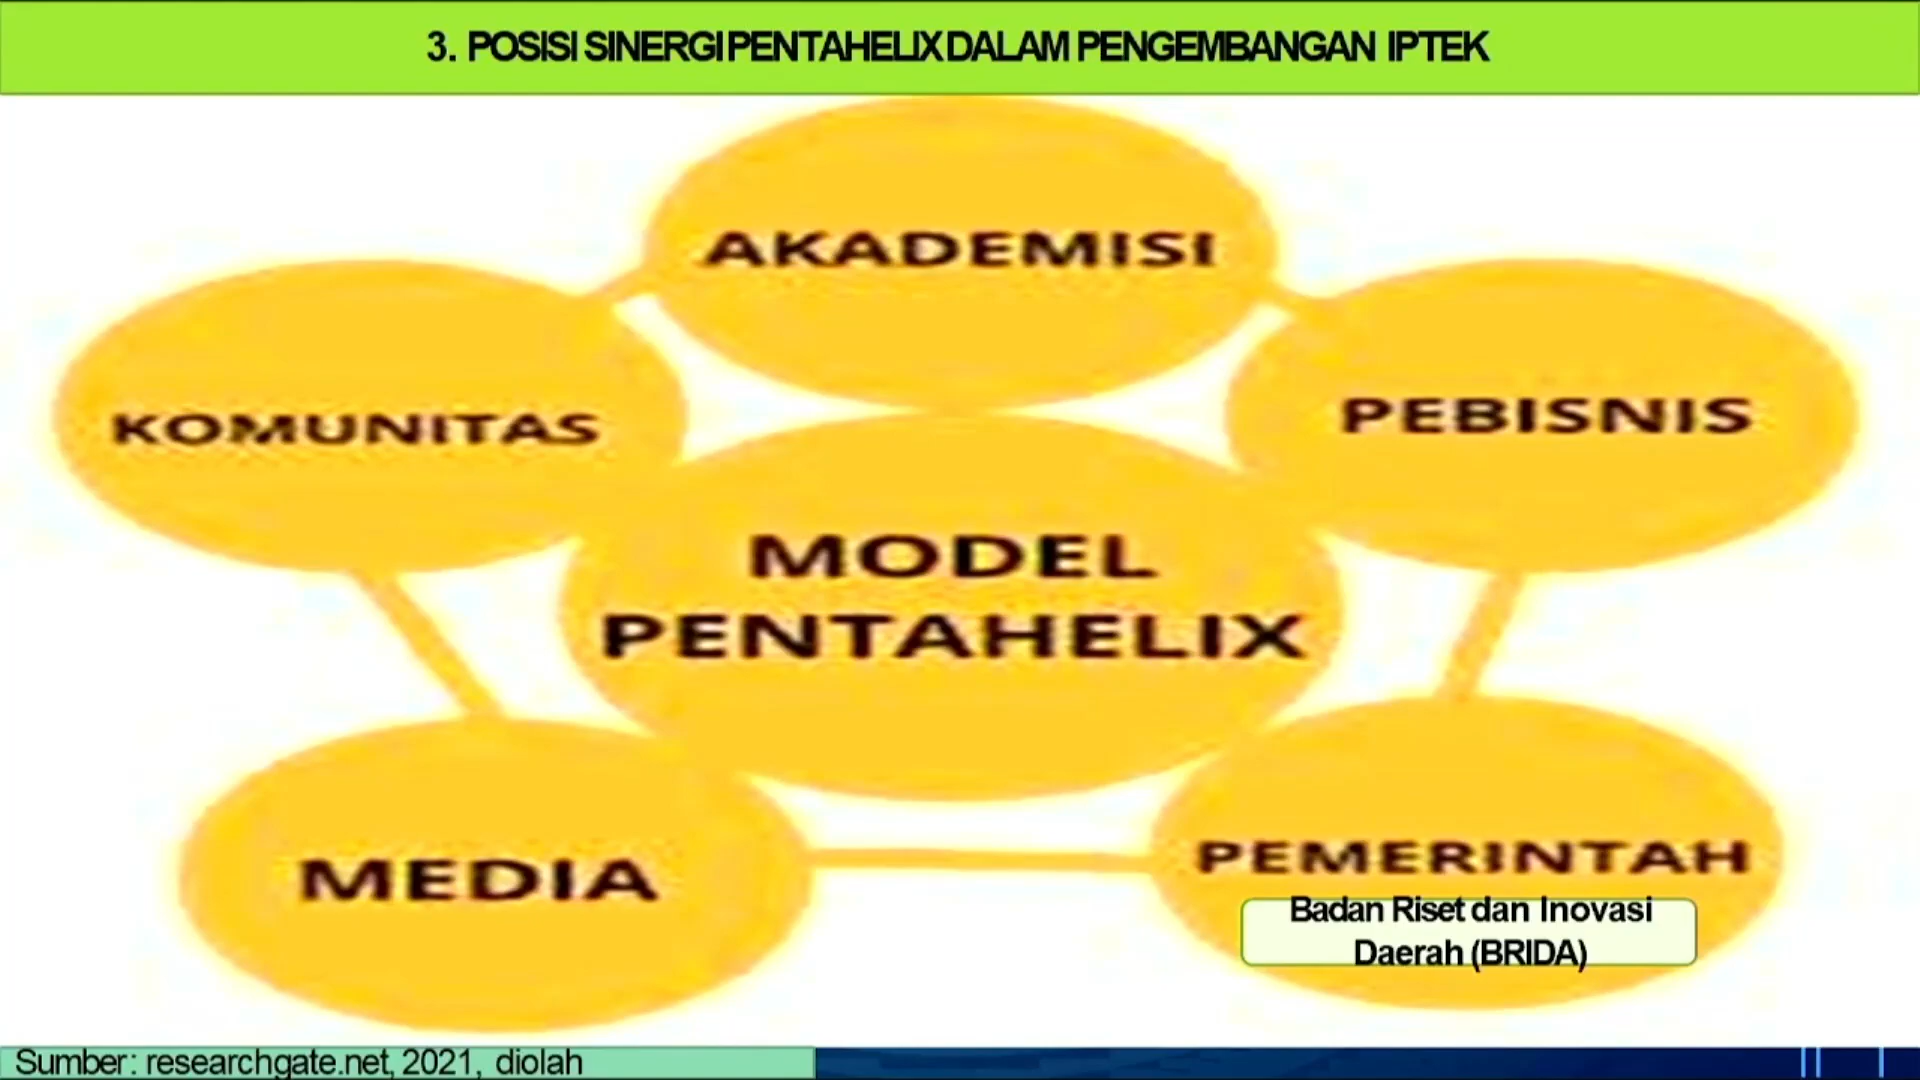 3. POSISI SINERGI PENTAHELIX DALAM PENGEMBANGAN IPTEK
AKADEMISI
KOMUNITAS
PEBISNIS
MODEL
PENTAHELIX
MEDIA
PEMERINTAH
Badan Riset dan Inovasi
Daerah (BRIDA)
Sumber: researchgate.net, 2021, diolah